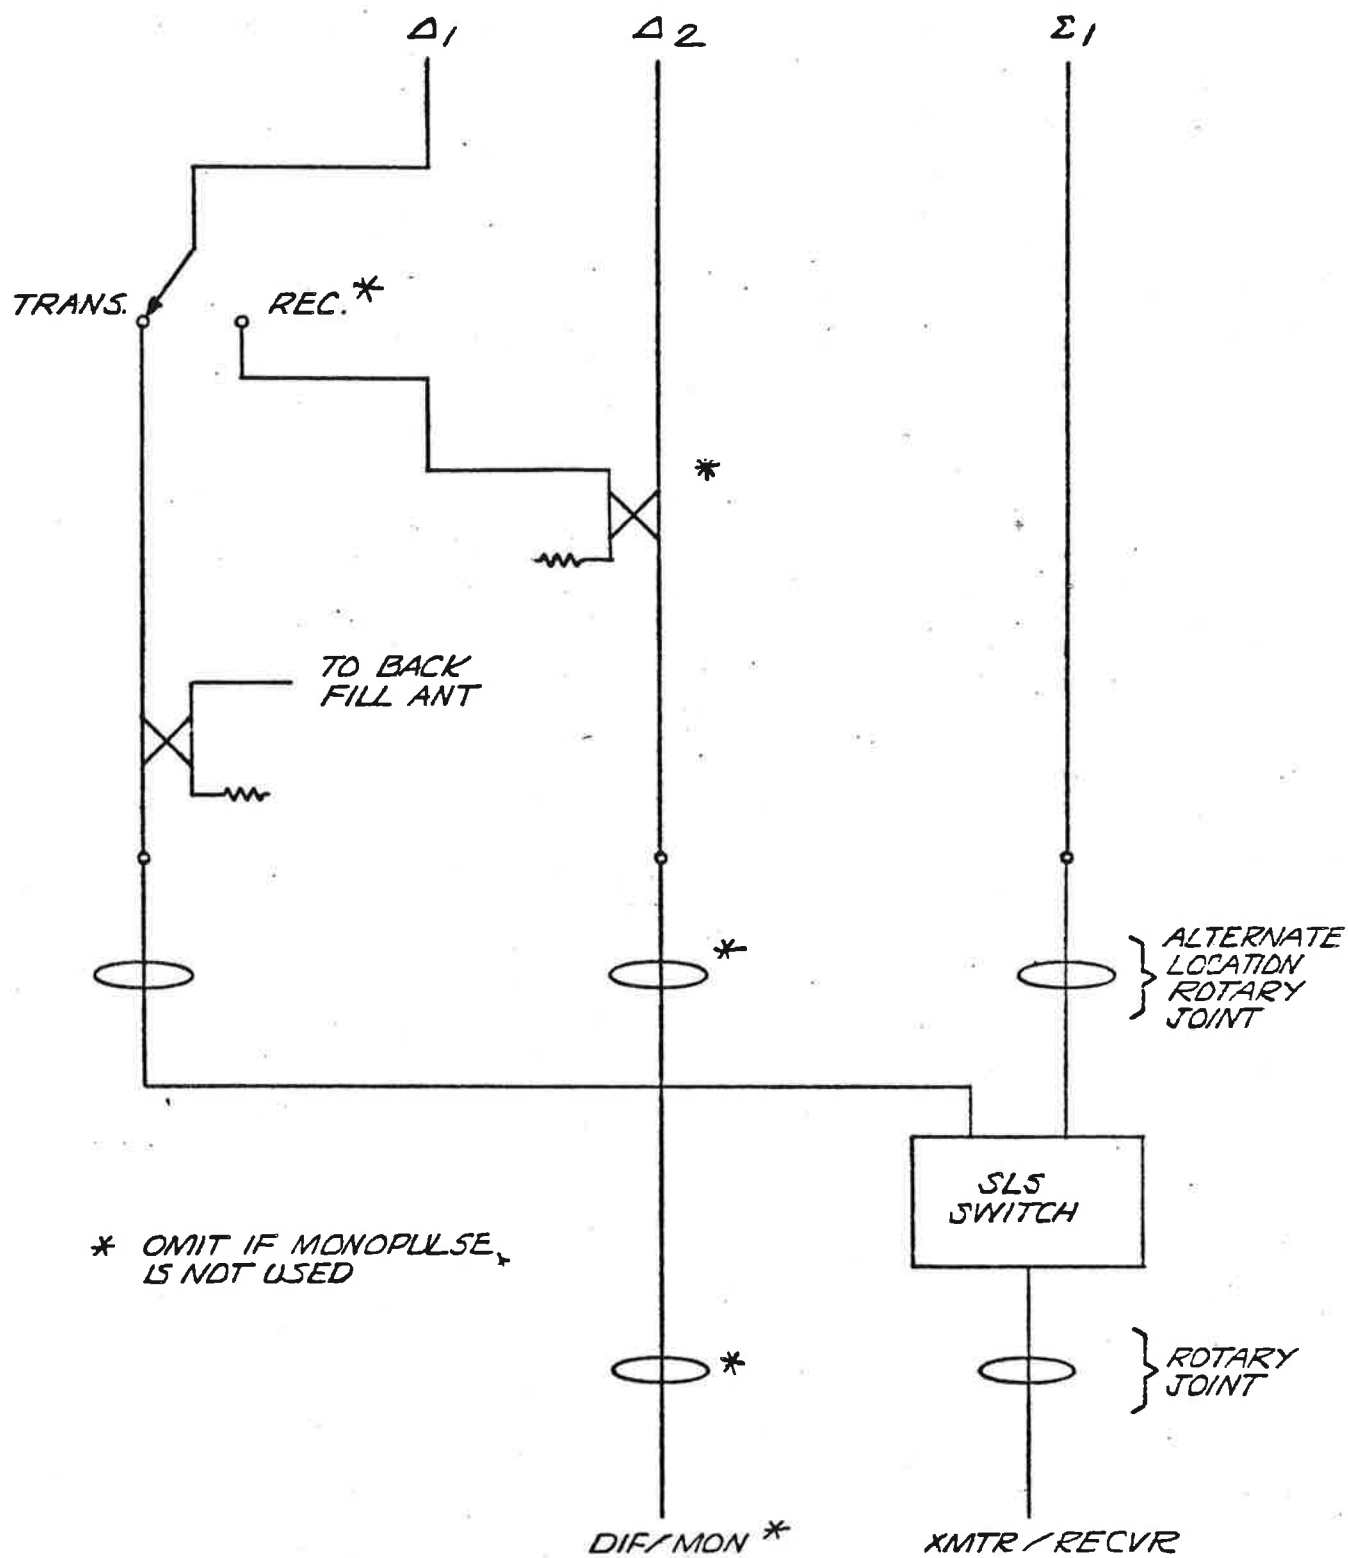 Δ1
Δ2
Σ1
TRANS.
REC.*
*
TO BACK
FILL ANT
*
ALTERNATE
LOCATION
ROTARY
JOINT
SLS
SWITCH
* OMIT IF MONOPULSE
IS NOT USED
*
ROTARY
JOINT
DIF/MON *
XMTR/RECVR